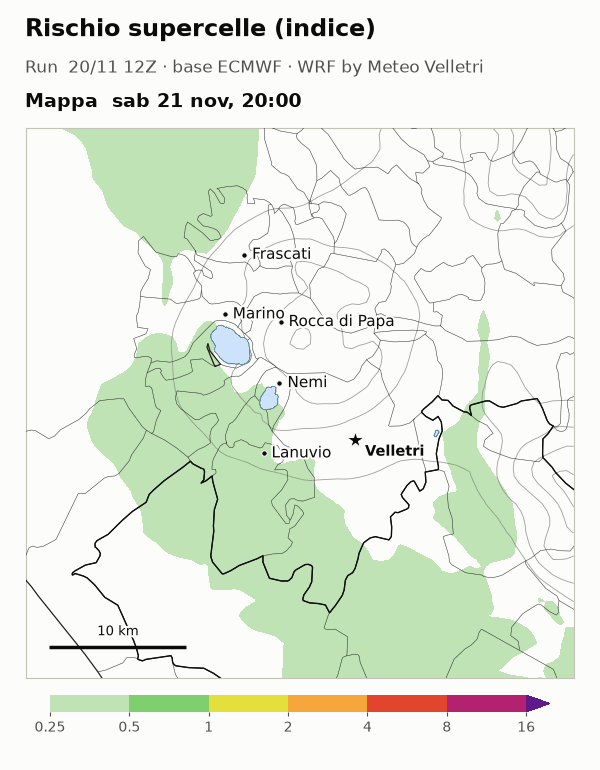 Rischio supercelle (indice)
Run  20/11 12Z · base ECMWF · WRF by Meteo Velletri
Mappa  sab 21 nov, 20:00
Frascati
Marino
Rocca di Papa
Nemi
Velletri
Lanuvio
10 km
0.25 0.5 1 2 4 8 16